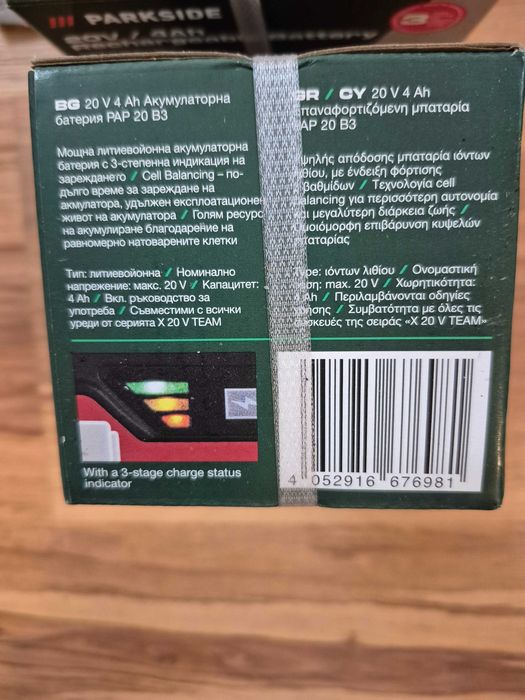 PARKSIDE
20V / 4Ah
3
BG 20 V 4 Ah Акумулаторна
батерия PAP 20 B3
Мощна литиевойонна акумулаторна
батерия с 3-степенна индикация на
зареждането / Cell Balancing – по-
дълго време за зареждане на
акмулатора, удължен експлоатационен
живот на акумулатора / Голям ресурс
на акумулиране благодарение на
равномерно натоварените клетки
Тип: литиевойонна / Номинално
напрежение: макс. 20 V / Капацитет:
4 Ah / Вкл. ръководство за
употреба / Съвместими с всички
уреди от серията X 20 V TEAM
GR / CY 20 V 4 Ah
παναφορτιζόμενη μπαταρία
PAP 20 B3
ψηλής απόδοσης μπαταρία ιόντων
λιθίου, με ένδειξη φόρτισης
βαθμίδων / Τεχνολογία cell
balancing για περισσότερη αυτονομία
και μεγαλύτερη διάρκεια ζωής /
Ομοιόμορφη επιβάρυνση κυψελών
μπαταρίας
Type: ιόντων λιθίου / Ονομαστική
τάση: max. 20 V / Χωρητικότητα:
4 Ah / Περιλαμβάνονται οδηγίες
χρήσης / Συμβατότητα με όλες τις
συσκευές της σειράς «X 20 V TEAM»
With a 3-stage charge status
indicator
4 052916 676981